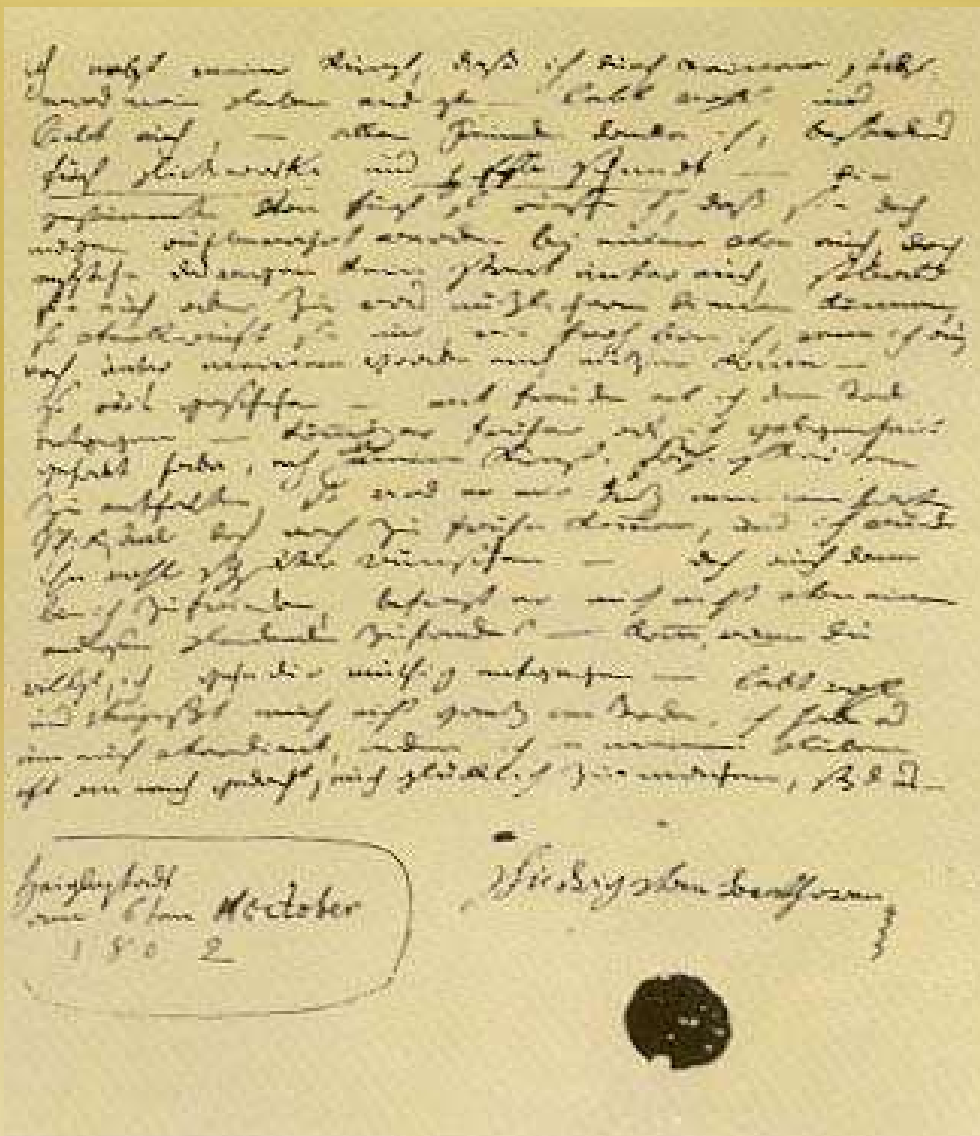 ich nebst meiner Kunst, daß ich durch keinen selbst
mord mein Leben endigte — lebt wohl und
liebt euch, — allen Freunden danke ich, besonders
fürst Lichnowski und Professor Schmidt — die
Instrumente von fürst L. wünsche ich, daß sie doch
mögen aufbewahrt werden bey einem von euch, doch
entstehe deswegen kein Streit unter euch, sobald
sie euch aber zu was nüzlicherm dienen können,
so verkauft sie nur, wie froh bin ich, wenn ich auch
noch unter meinem Grabe euch nüzen kann —
so wärs geschehen — mit freuden eil ich dem Tode
entgegen — kömmt er früher als ich Gelegenheit
gehabt habe, noch meine Kunst-Fähigkeiten
zu entfalten, so wird er mir trotz meinem harten
Schicksaal doch noch zu frühe kommen, und ich würde
ihn wohl später wünschen — doch auch dann
bin ich zufrieden, befreyt er mich nicht von einem
endlosen leidenden Zustande? — komm, wann du
willst, ich gehe dir muthig entgegen — lebt wohl
und vergeßt mich nicht ganz im Tode, ich habe es
um euch verdient, indem ich in meinem Leben
oft an euch gedacht, euch glücklich zu machen, seyd es —
Ludwig van Beethoven
Heiglnstadt
am 6ten october
1802